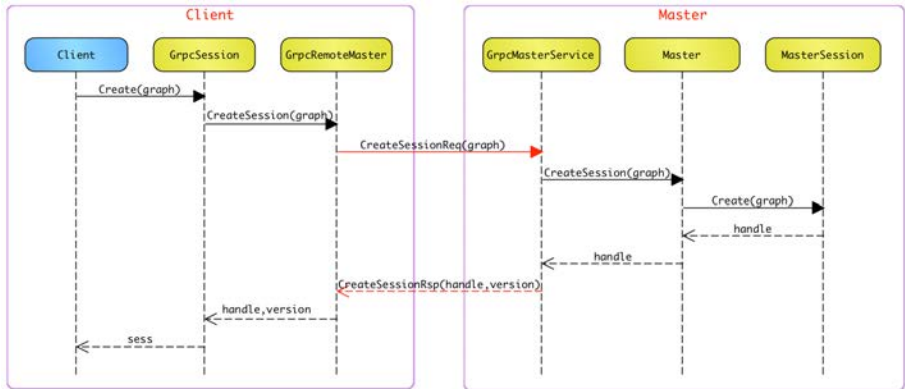 Client
Master
Client
GrpcSession
GrpcRemoteMaster
GrpcMasterService
Master
MasterSession
Create(graph)
CreateSession(graph)
CreateSessionReq(graph)
CreateSession(graph)
Create(graph)
handle
handle
CreateSessionRsp(handle,version)
handle,version
sess